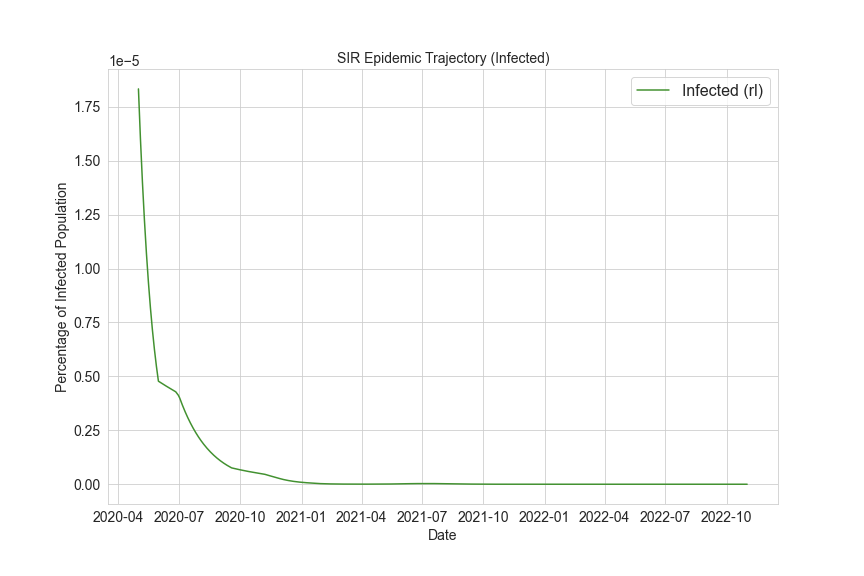 SIR Epidemic Trajectory (Infected)
1e−5
Infected (rI)
1.75
1.50
1.25
1.00
0.75
0.50
0.25
0.00
Percentage of Infected Population
2020-04 2020-07 2020-10 2021-01 2021-04 2021-07 2021-10 2022-01 2022-04 2022-07 2022-10
Date